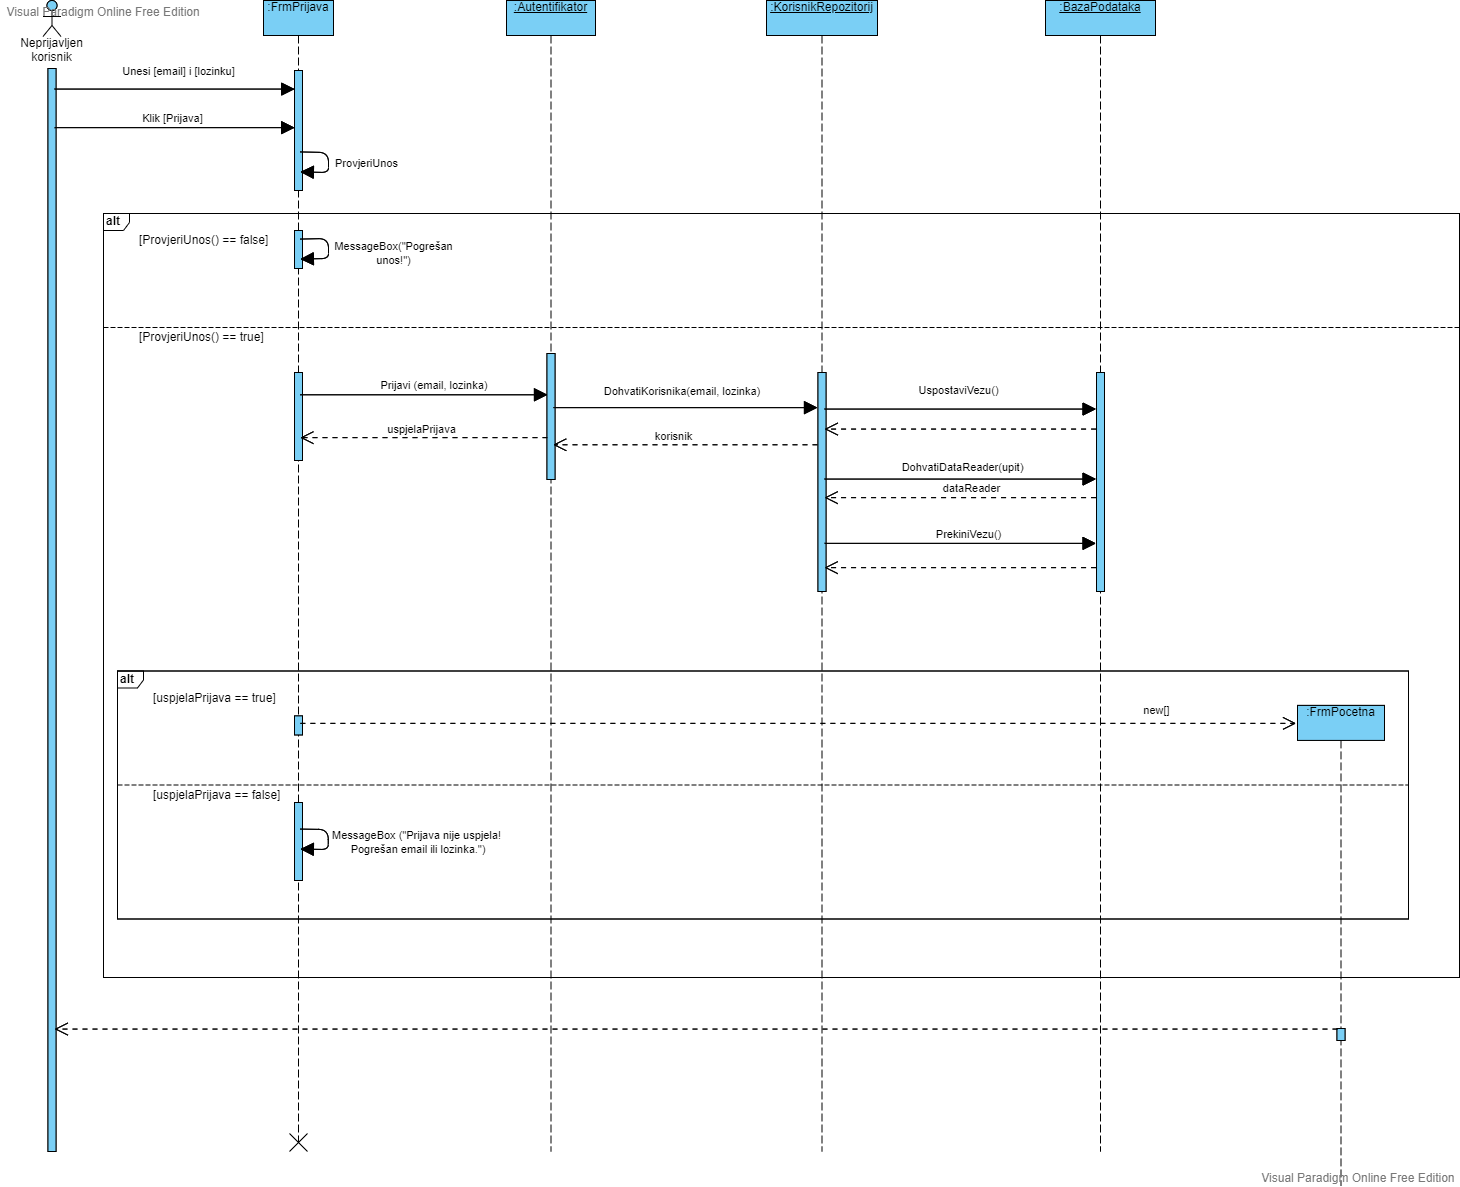 Visual Paradigm Online Free Edition
:FrmPrijava
:Autentifikator
:KorisnikRepozitorij
:BazaPodataka
Neprijavljen
korisnik
Unesi [email] i [lozinku]
Klik [Prijava]
ProvjeriUnos
alt
[ProvjeriUnos() == false]
MessageBox("Pogrešan
unos!")
[ProvjeriUnos() == true]
Prijavi (email, lozinka)
DohvatiKorisnika(email, lozinka)
UspostaviVezu()
uspjelaPrijava
korisnik
DohvatiDataReader(upit)
dataReader
PrekiniVezu()
alt
[uspjelaPrijava == true]
new[]
:FrmPocetna
[uspjelaPrijava == false]
MessageBox ("Prijava nije uspjela!
Pogrešan email ili lozinka.")
Visual Paradigm Online Free Edition